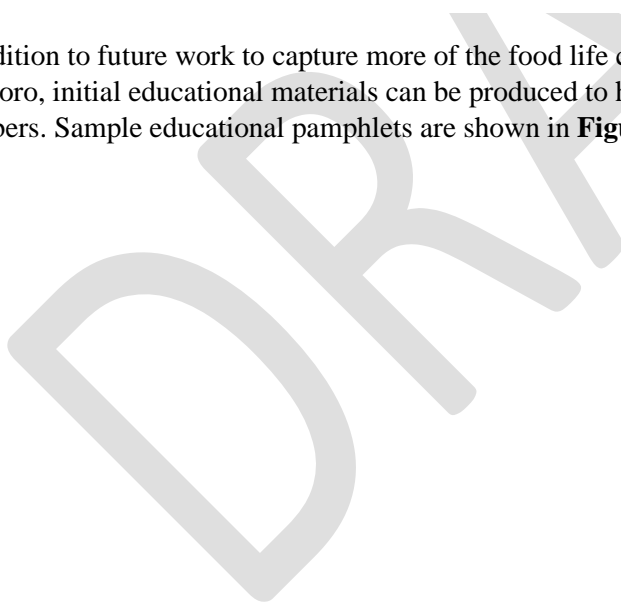 dition to future work to capture more of the food life
oro, initial educational materials can be produced to
bers. Sample educational pamphlets are shown in Figu
DRA